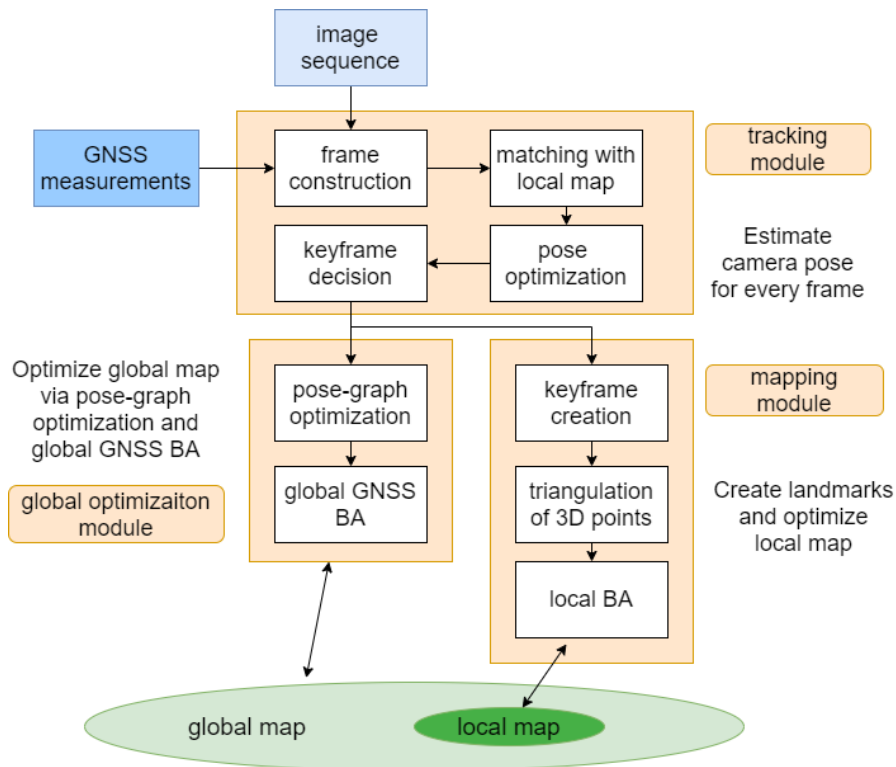 image
sequence
GNSS
measurements
frame
construction
matching with
local map
tracking
module
keyframe
decision
pose
optimization
Estimate
camera pose
for every frame
Optimize global map
via pose-graph
optimization and
global GNSS BA
pose-graph
optimization
keyframe
creation
mapping
module
global optimizaiton
module
global GNSS
BA
triangulation
of 3D points
Create landmarks
and optimize
local map
local BA
global map
local map